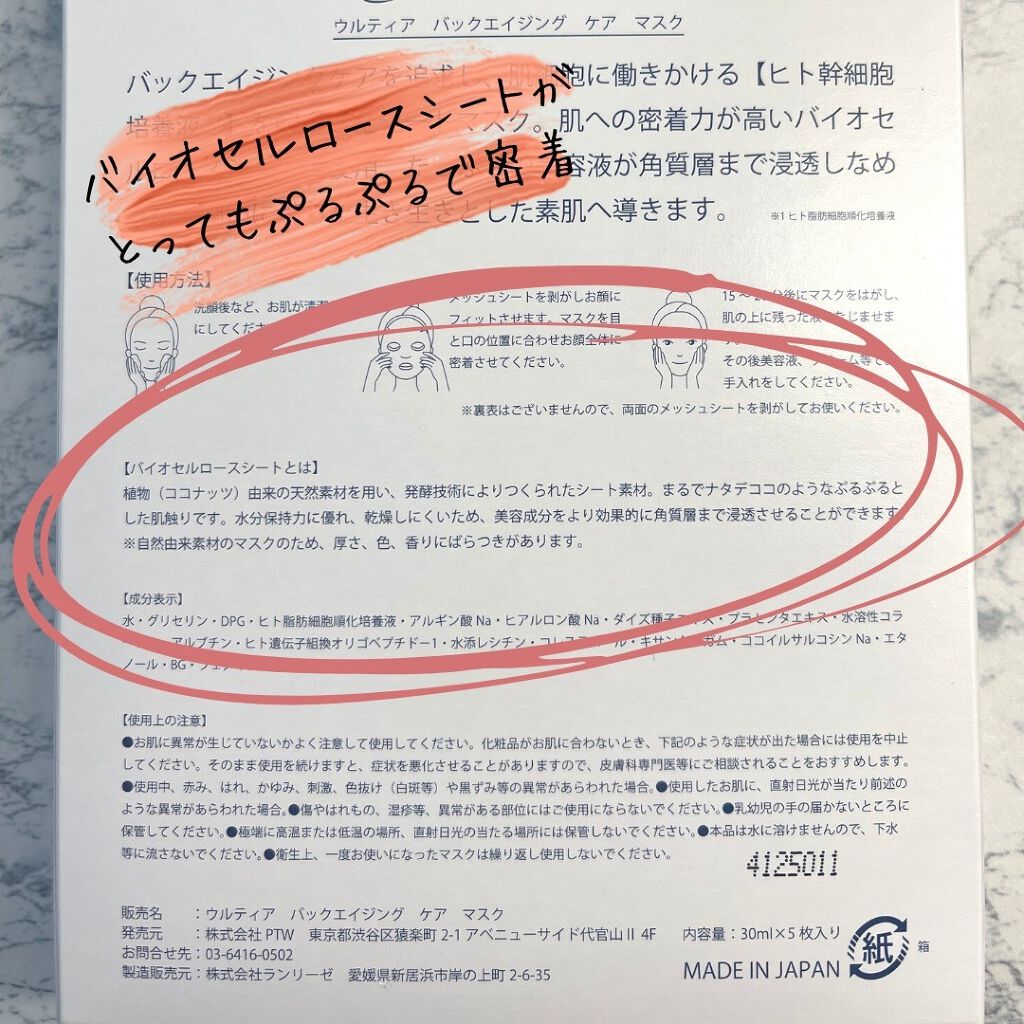 ウルティア バックエイジング ケア マスク
バイオセルロースシートが
とってもぷるぷるで密着
バックエイジングケアを追求し、肌細胞に働きかける【ヒト幹細胞
培養液 マスク。肌への密着力が高いバイオセ
容液が角質層まで浸透しなめ
生きとした素肌へ導きます。 ※1 ヒト脂肪細胞順化培養液
【使用方法】
洗顔後など、お肌が清潔
にしてくださ
メッシュシートを剥がしお顔に
フィットさせます。マスクを目
と口の位置に合わせお顔全体に
密着させてください。
15～2 分後にマスクをはがし、
肌の上に残った液 なじませま
その後美容液、クリーム等で
手入れをしてください。
※裏表はございませんので、両面のメッシュシートを剥がしてお使いください。
【バイオセルロースシートとは】
植物（ココナッツ）由来の天然素材を用い、発酵技術によりつくられたシート素材。まるでナタデココのようなぷるぷると
した肌触りです。水分保持力に優れ、乾燥しにくいため、美容成分をより効果的に角質層まで浸透させることができます。
※自然由来素材のマスクのため、厚さ、色、香りにばらつきがあります。
【成分表示】
水・グリセリン・DPG・ヒト脂肪細胞順化培養液・アルギン酸 Na・ヒアルロン酸 Na・ダイズ種子エキス・プラセンタエキス・水溶性コラ
アルブチン・ヒト遺伝子組換オリゴペプチドー1・水添レシチン・コレステロール・キサンタンガム・ココイルサルコシン Na・エタ
ノール・BG・フェノ
【使用上の注意】
●お肌に異常が生じていないかよく注意して使用してください。化粧品がお肌に合わないとき、下記のような症状が出た場合には使用を中止
してください。そのまま使用を続けますと、症状を悪化させることがありますので、皮膚科専門医等にご相談されることをおすすめします。
●使用中、赤み、はれ、かゆみ、刺激、色抜け（白斑等）や黒ずみ等の異常があらわれた場合。●使用したお肌に、直射日光が当たり前述の
ような異常があらわれた場合。●傷やはれもの、湿疹等、異常がある部位にはご使用にならないでください。●乳幼児の手の届かないところに
保管してください。●極端に高温または低温の場所、直射日光の当たる場所には保管しないでください。●本品は水に溶けませんので、下水
等に流さないでください。●衛生上、一度お使いになったマスクは繰り返し使用しないでください。
4125011
販売名 ：ウルティア バックエイジング ケア マスク
発売元 ：株式会社 PTW 東京都渋谷区猿楽町 2-1 アベニューサイド代官山Ⅱ 4F 内容量：30ml×5 枚入り
お問合せ先：03-6416-0502
製造販売元：株式会社ランリーゼ 愛媛県新居浜市岸の上町 2-6-35
MADE IN JAPAN
紙
箱